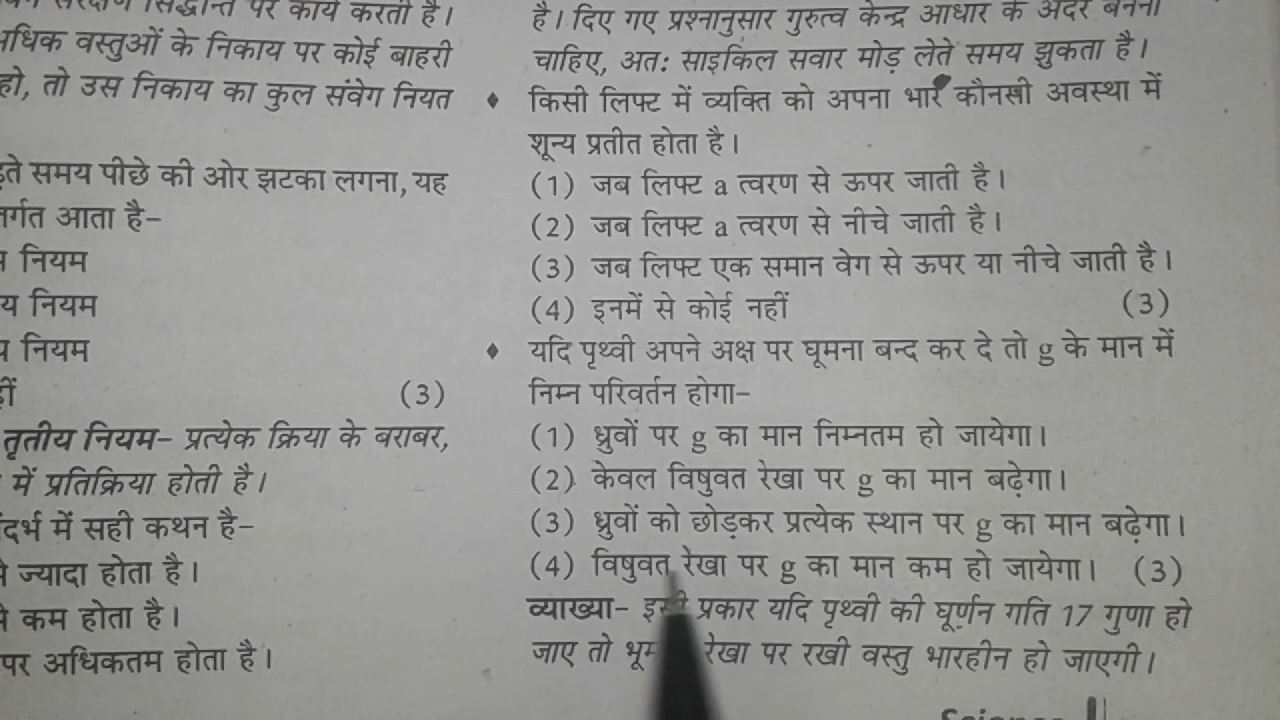 सिद्धान्त पर कार्य करती है।
वस्तुओं के निकाय पर कोई बाहरी
हो, तो उस निकाय का कुल संवेग नियत
समय पीछे की ओर झटका लगना, यह
आता है–
नियम
नियम
नियम
(3)
तृतीय नियम– प्रत्येक क्रिया के बराबर,
में प्रतिक्रिया होती है।
में सही कथन है–
ज्यादा होता है।
कम होता है।
पर अधिकतम होता है।
है। दिए गए प्रश्नानुसार गुरुत्व केन्द्र आधार के अंदर बनना
चाहिए, अतः साइकिल सवार मोड़ लेते समय झुकता है।
♦ किसी लिफ्ट में व्यक्ति को अपना भार कौनसी अवस्था में
शून्य प्रतीत होता है।
(1) जब लिफ्ट a त्वरण से ऊपर जाती है।
(2) जब लिफ्ट a त्वरण से नीचे जाती है।
(3) जब लिफ्ट एक समान वेग से ऊपर या नीचे जाती है।
(4) इनमें से कोई नहीं (3)
♦ यदि पृथ्वी अपने अक्ष पर घूमना बन्द कर दे तो g के मान में
निम्न परिवर्तन होगा–
(1) ध्रुवों पर g का मान निम्नतम हो जायेगा।
(2) केवल विषुवत रेखा पर g का मान बढ़ेगा।
(3) ध्रुवों को छोड़कर प्रत्येक स्थान पर g का मान बढ़ेगा।
(4) विषुवत रेखा पर g का मान कम हो जायेगा। (3)
व्याख्या– इसी प्रकार यदि पृथ्वी की घूर्णन गति 17 गुणा हो
जाए तो रेखा पर रखी वस्तु भारहीन हो जाएगी।